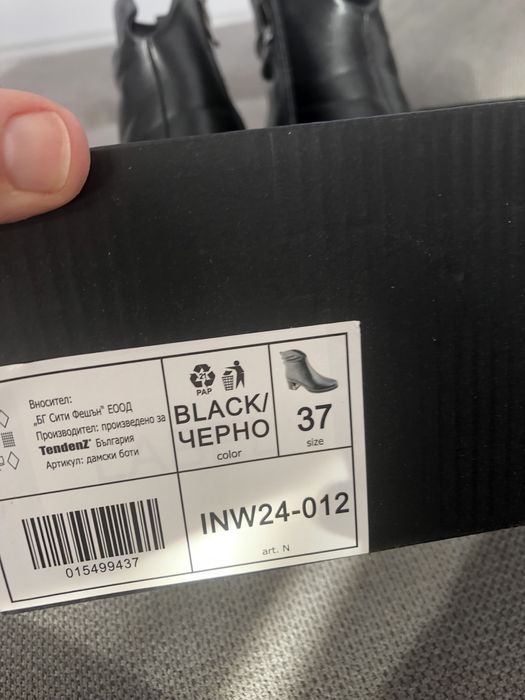 Вносител:
„БГ Сити Фешън" ЕООД
Производител: произведено за
TendenZ' България
Артикул: дамски боти
21
PAP
BLACK/
ЧЕРНО
color
37
size
015499437
INW24-012
art. N